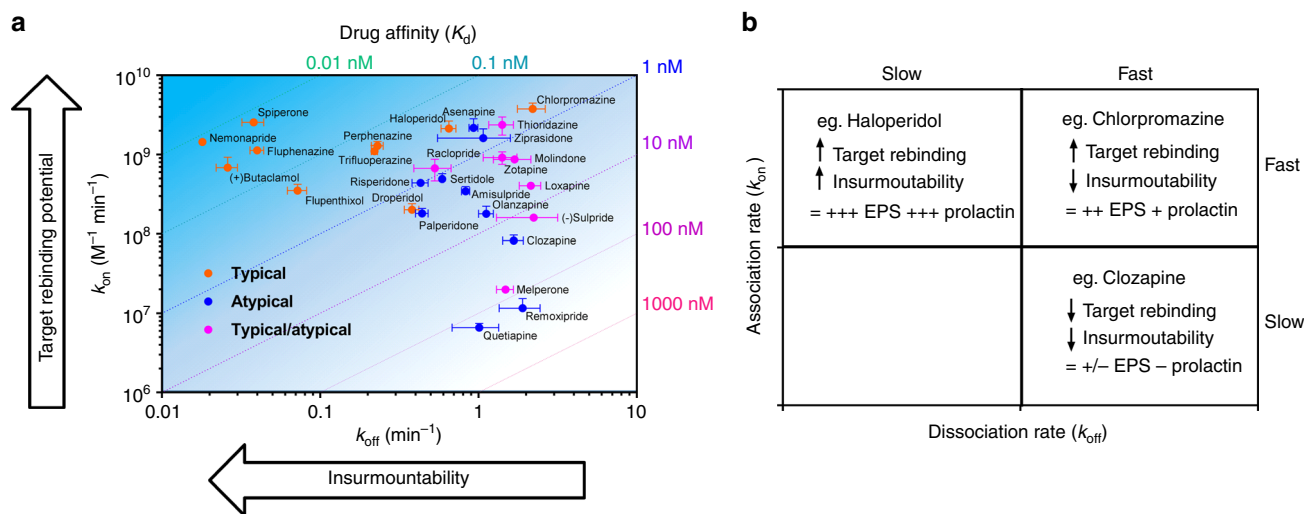 a
Drug affinity (Kd)
0.01 nM
0.1 nM
1 nM
10 nM
100 nM
1000 nM
Target rebinding potential
kon (M−1 min−1)
10^10
10^9
10^8
10^7
10^6
Spiperone
Nemonapride
Fluphenazine
(+)Butaclamol
Flupenthixol
Perphenazine
Trifluoperazine
Haloperidol
Asenapine
Chlorpromazine
Thioridazine
Ziprasidone
Raclopride
Molindone
Zotapine
Risperidone
Sertidole
Loxapine
Amisulpride
Droperidol
Olanzapine
(-)Sulpride
Palperidone
Clozapine
Melperone
Remoxipride
Quetiapine
Typical
Atypical
Typical/atypical
0.01
0.1
1
10
koff (min−1)
Insurmountability
b
Slow
Fast
Association rate (kon)
eg. Haloperidol
↑ Target rebinding
↑ Insurmoutability
= +++ EPS +++ prolactin
eg. Chlorpromazine
↑ Target rebinding
↓ Insurmutability
= ++ EPS + prolactin
Fast
eg. Clozapine
↓ Target rebinding
↓ Insurmoutability
= +/– EPS – prolactin
Slow
Dissociation rate (koff)